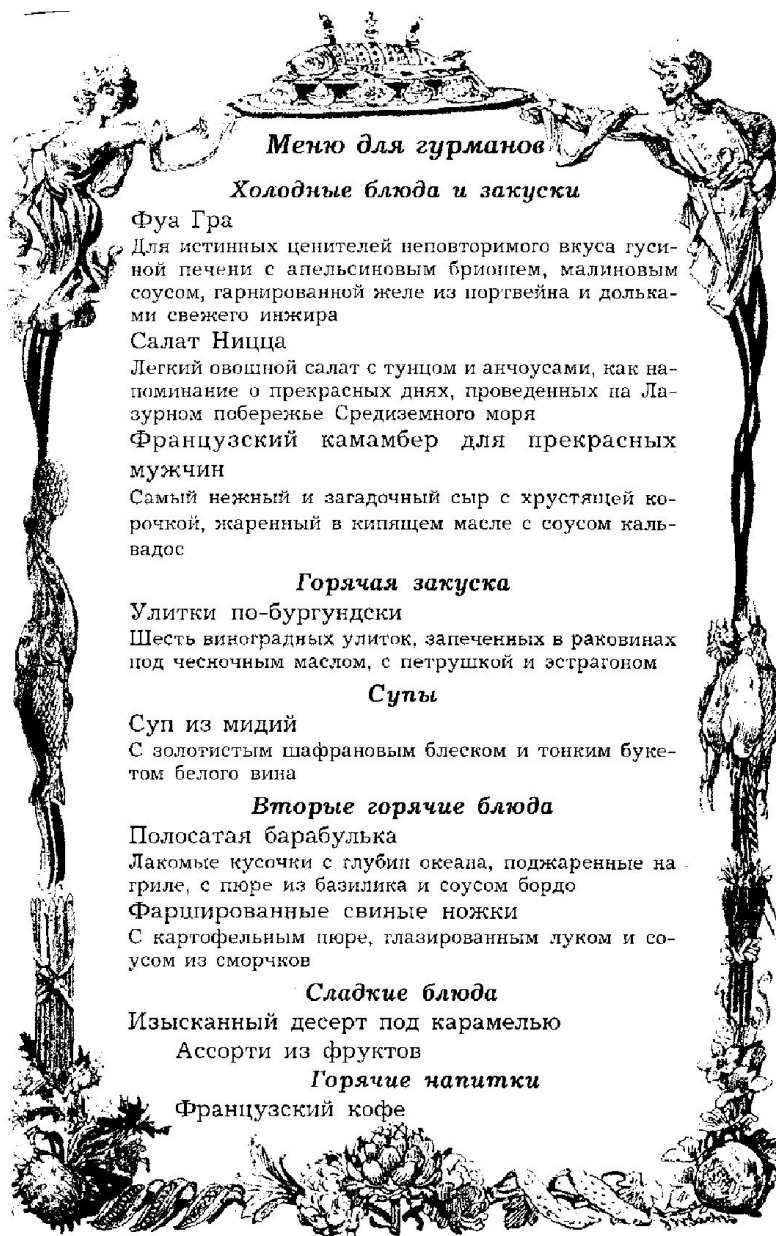 Меню для гурманов
Холодные блюда и закуски
Фуа Гра
Для истинных ценителей неповторимого вкуса гуси-
ной печени с апельсиновым бриошем, малиновым
соусом, гарнированной желе из портвейна и долька-
ми свежего инжира
Салат Ницца
Легкий овощной салат с тунцом и анчоусами, как на-
поминание о прекрасных днях, проведенных на Ла-
зурном побережье Средиземного моря
Французский камамбер для прекрасных
мужчин
Самый нежный и загадочный сыр с хрустящей ко-
рочкой, жаренный в кипящем масле с соусом каль-
вадос
Горячая закуска
Улитки по-бургундски
Шесть виноградных улиток, запеченных в раковинах
под чесночным маслом, с петрушкой и эстрагоном
Супы
Суп из мидий
С золотистым шафрановым блеском и тонким буке-
том белого вина
Вторые горячие блюда
Полосатая барабулька
Лакомые кусочки с глубин океана, поджаренные на
гриле, с пюре из базилика и соусом бордо
Фаршированные свиные ножки
С картофельным пюре, глазированным луком и со-
усом из сморчков
Сладкие блюда
Изысканный десерт под карамелью
Ассорти из фруктов
Горячие напитки
Французский кофе